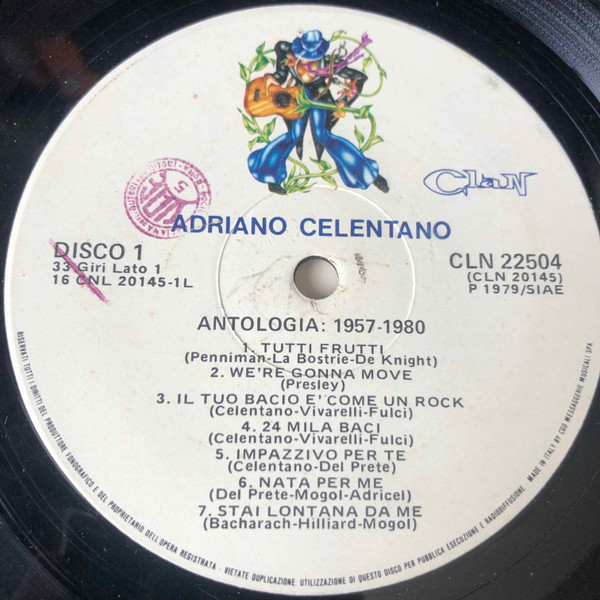 Clan
ADRIANO CELENTANO
DISCO 1
33 Giri Lato 1
16 CNL 20145-1L
CLN 22504
(CLN 20145)
P 1979/SIAE
ANTOLOGIA: 1957-1980
1. TUTTI FRUTTI
(Penniman-La Bostrie-De Knight)
2. WE'RE GONNA MOVE
(Presley)
3. IL TUO BACIO E' COME UN ROCK
(Celentano-Vivarelli-Fulci)
4. 24 MILA BACI
(Celentano-Vivarelli-Fulci)
5. IMPAZZIVO PER TE
(Celentano-Del Prete)
6. NATA PER ME
(Del Prete-Mogol-Adricel)
7. STAI LONTANA DA ME
(Bacharach-Hilliard-Mogol)
RISERVATI TUTTI I DIRITTI DEL PRODUTTORE FONOGRAFICO E DEL PROPRIETARIO DELL'OPERA REGISTRATA - VIETATE DUPLICAZIONE. UTILIZZAZIONE DI QUESTO DISCO PER PUBBLICA ESECUZIONE E RADIODIFFUSIONE. MADE IN ITALY BY CGD MESSAGGERIE MUSICALI SPA